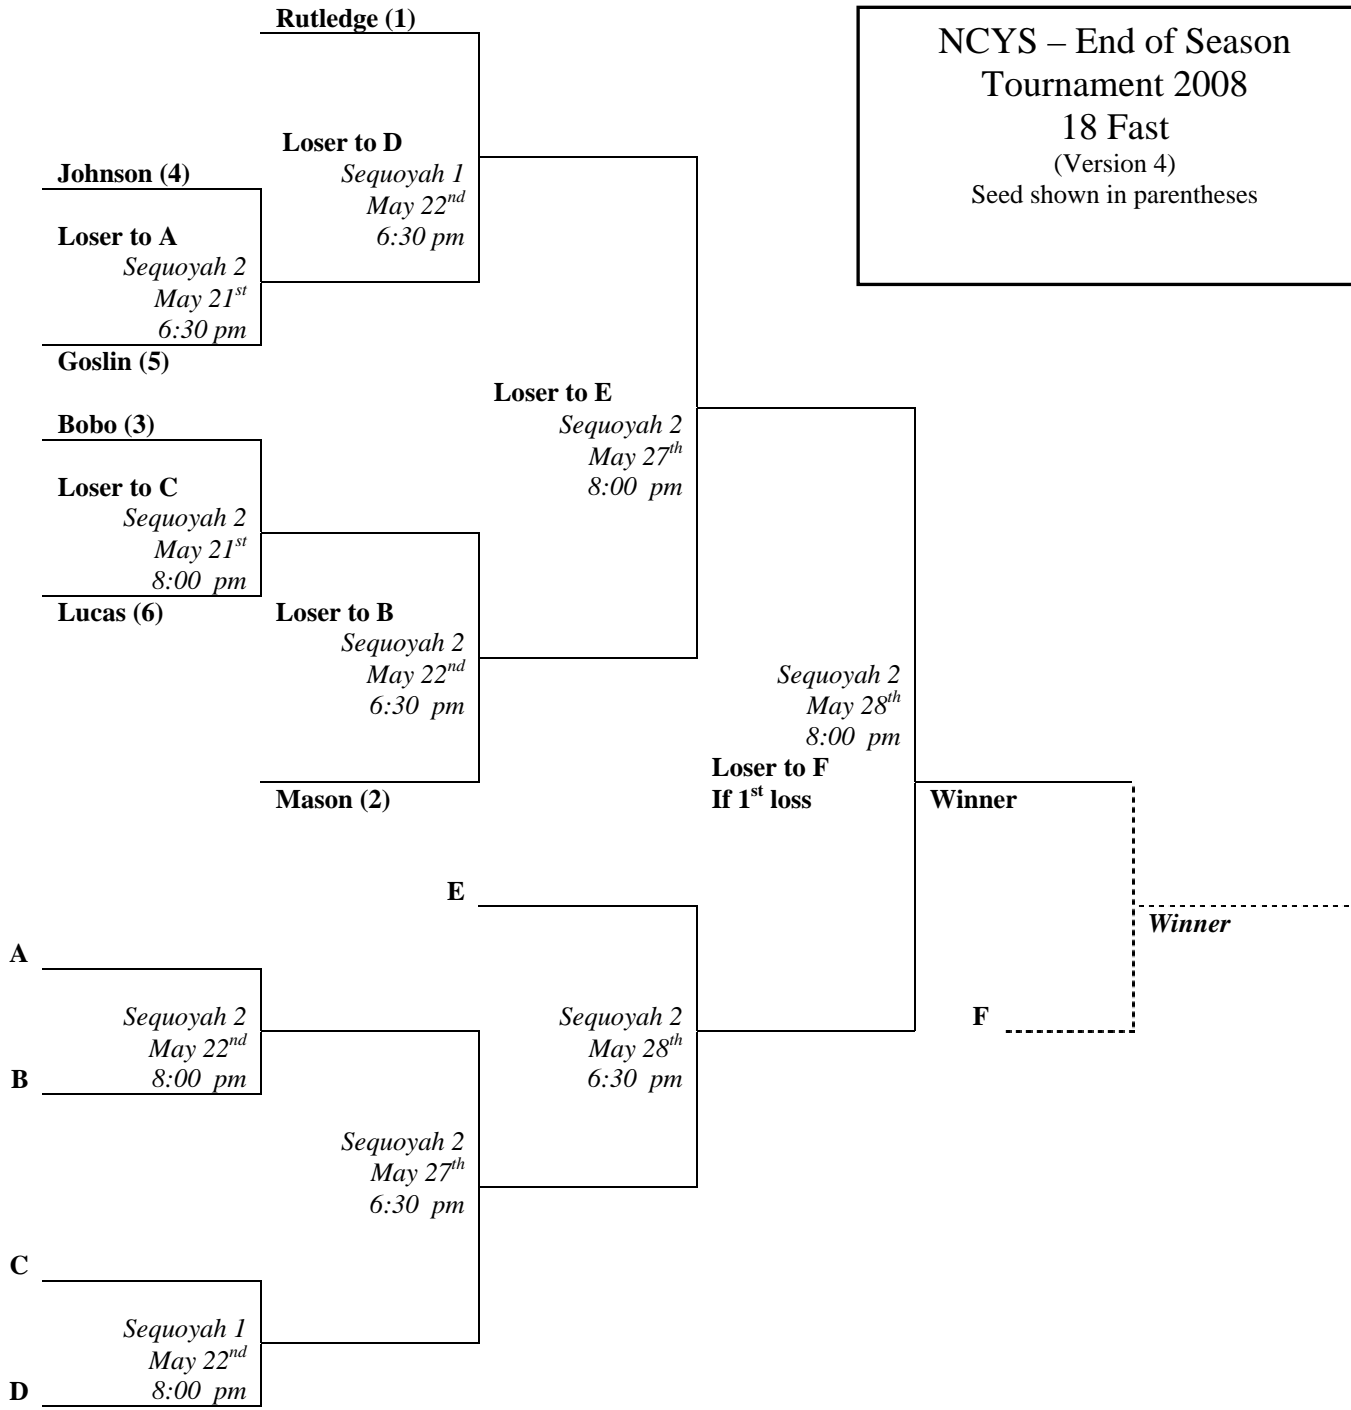 Rutledge (1)
NCYS – End of Season
Tournament 2008
18 Fast
(Version 4)
Seed shown in parentheses
Loser to D
Sequoyah 1
May 22nd
6:30 pm
Johnson (4)
Loser to A
Sequoyah 2
May 21st
6:30 pm
Goslin (5)
Bobo (3)
Loser to C
Sequoyah 2
May 21st
8:00 pm
Lucas (6)
Loser to E
Sequoyah 2
May 27th
8:00 pm
Loser to B
Sequoyah 2
May 22nd
6:30 pm
Mason (2)
Sequoyah 2
May 28th
8:00 pm
Loser to F
If 1st loss
Winner
E
Winner
A
Sequoyah 2
May 22nd
8:00 pm
B
Sequoyah 2
May 28th
6:30 pm
F
Sequoyah 2
May 27th
6:30 pm
C
Sequoyah 1
May 22nd
8:00 pm
D